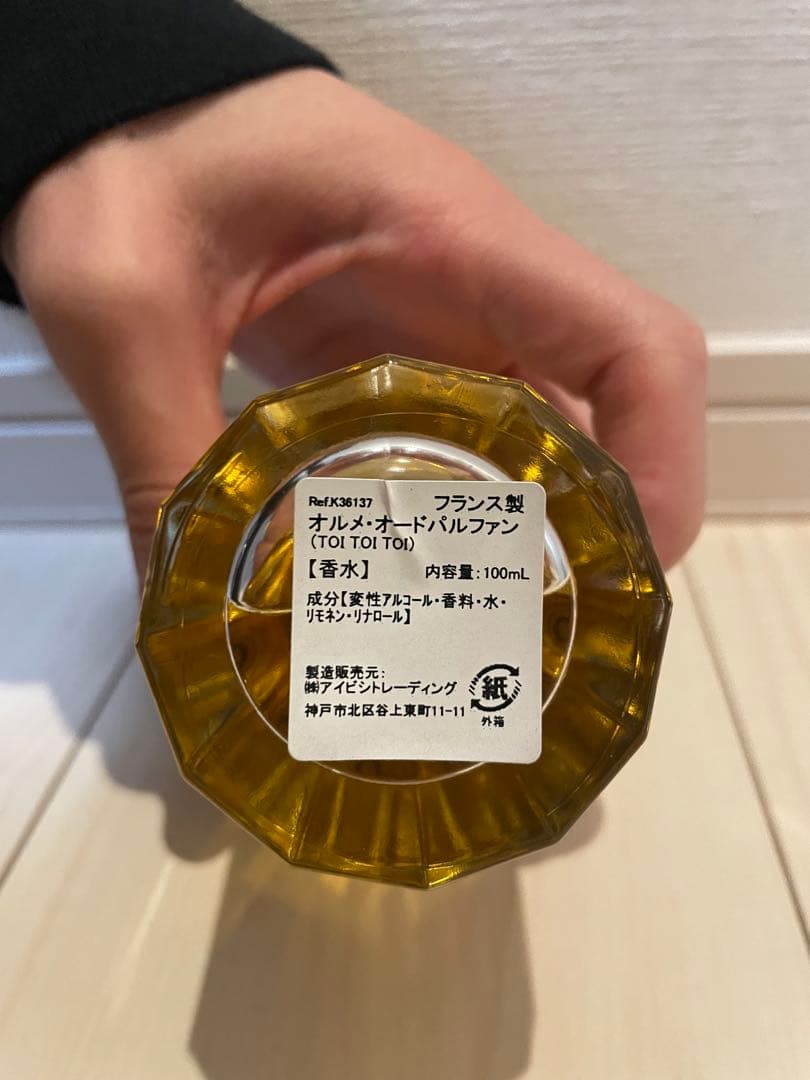 Ref.K36137 フランス製
オルメ・オードパルファン
(TOI TOI TOI)
【香水】 内容量:100mL
成分【変性アルコール・香料・水・
リモネン・リナロール】
製造販売元:
㈱アイビシトレーディング
神戸市北区谷上東町11-11
紙
外箱